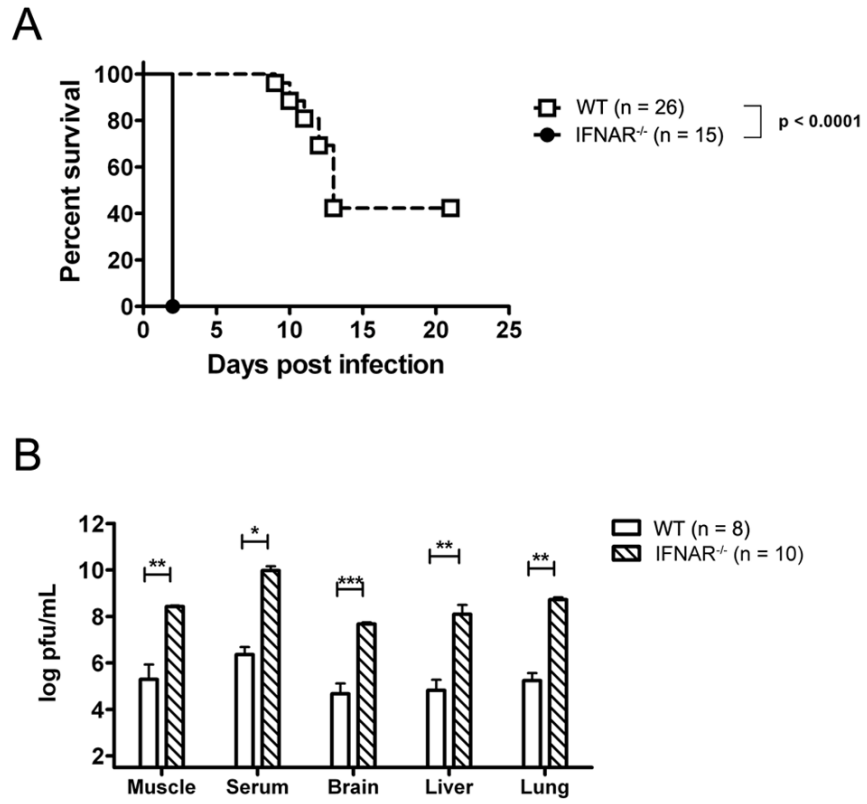 A
Percent survival
100
80
60
40
20
0
0 5 10 15 20 25
Days post infection
WT (n = 26)
IFNAR-/- (n = 15)
p < 0.0001
B
log pfu/mL
12
10
8
6
4
2
** * *** ** **
Muscle Serum Brain Liver Lung
WT (n = 8)
IFNAR-/- (n = 10)